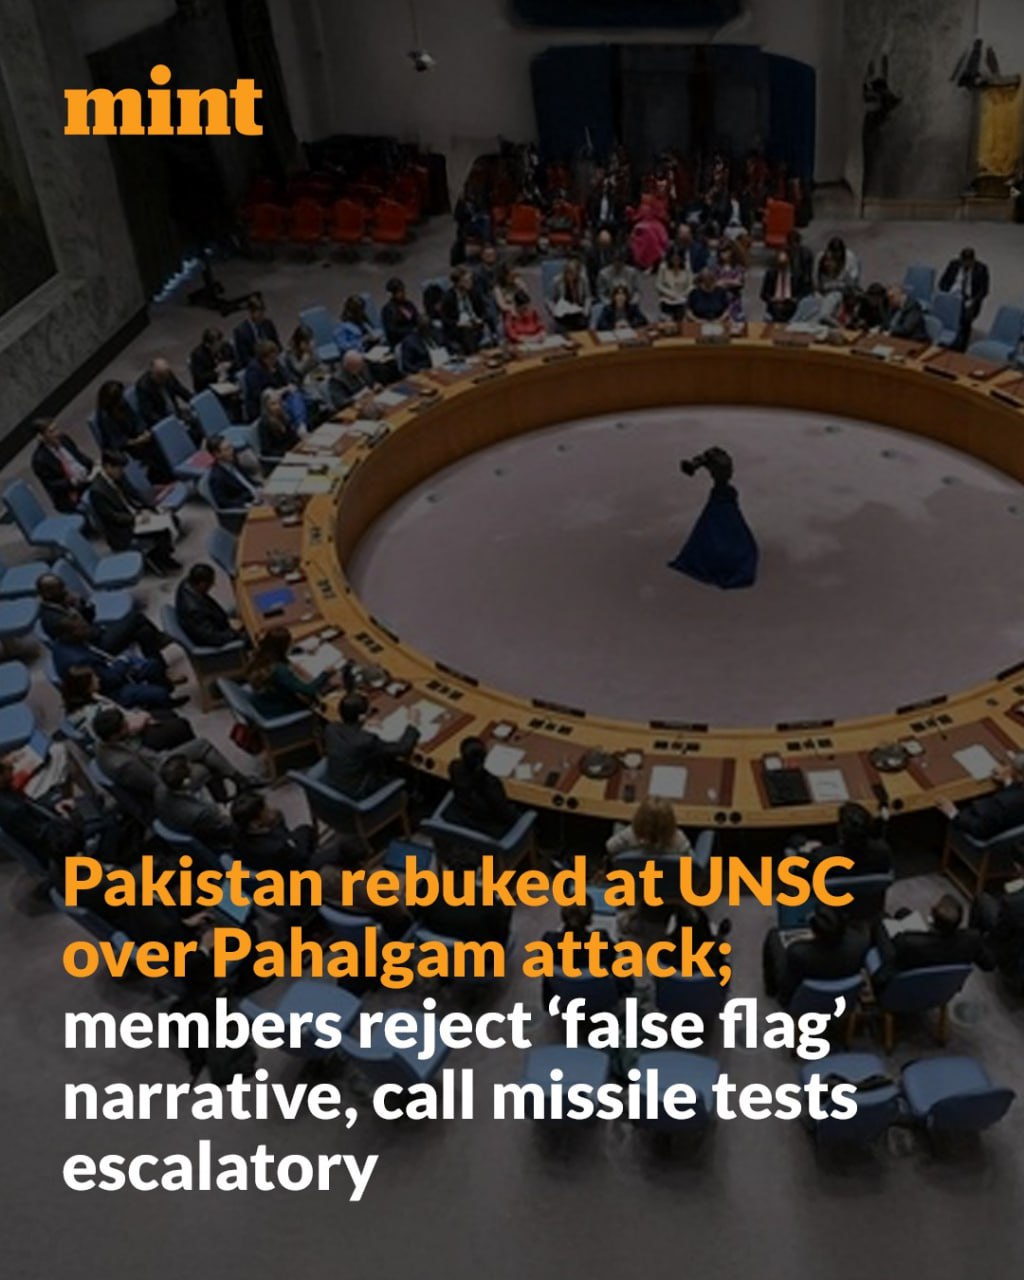 mint
Pakistan rebuked at UNSC
over Pahalgam attack;
members reject ‘false flag’
narrative, call missile tests
escalatory